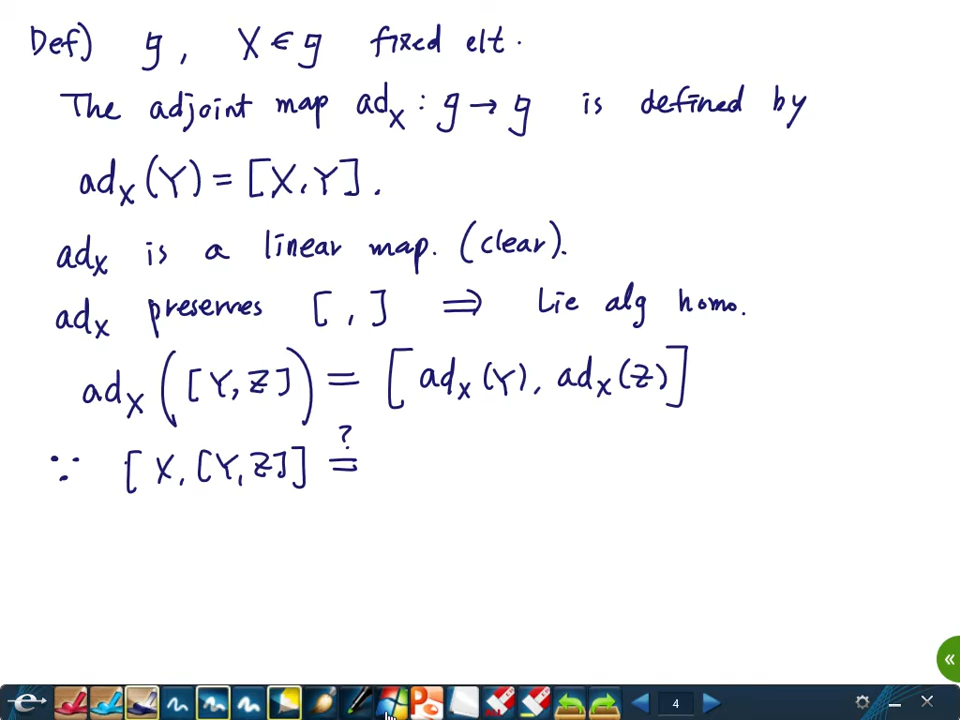 Def) g, X ∈ g fixed elt.
The adjoint map ad_X : g → g is defined by
ad_X (Y) = [X, Y].
ad_X is a linear map. (clear).
ad_X preserves [ , ] ⇒ Lie alg homo.
ad_X ([Y, Z]) = [ad_X (Y), ad_X (Z)]
∵ [X, [Y, Z]] ?=
4